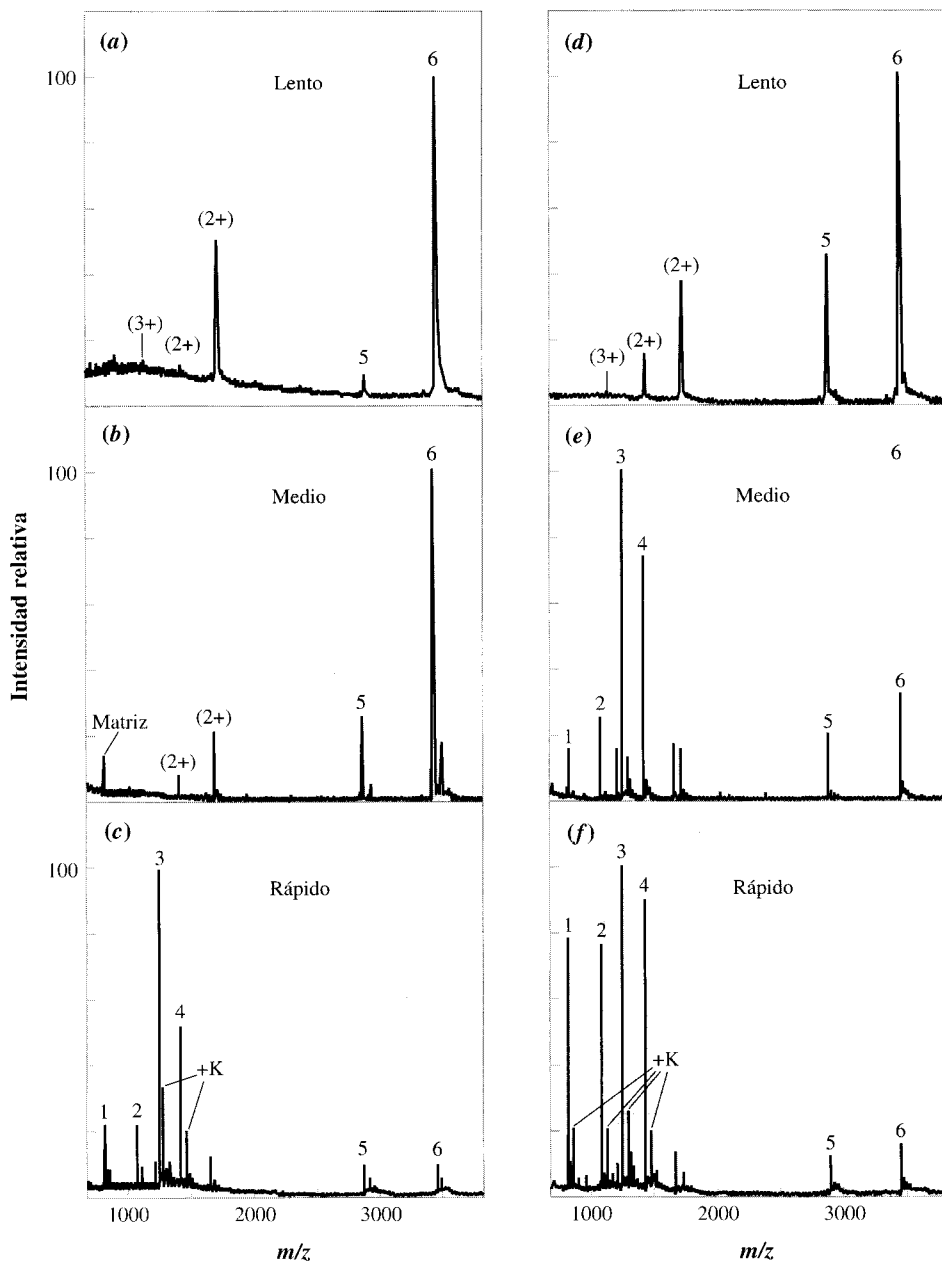 (a)
100
Lento
6
(2+)
(3+)
(2+)
5
(b)
100
Medio
6
Matriz
(2+)
(2+)
5
(c)
100
Rápido
3
4
+K
1
2
5
6
1000
2000
3000
m/z
Intensidad relativa
(d)
Lento
6
5
(2+)
(2+)
(3+)
(e)
Medio
6
3
4
2
1
5
6
(f)
Rápido
3
4
1
2
+K
5
6
1000
2000
3000
m/z